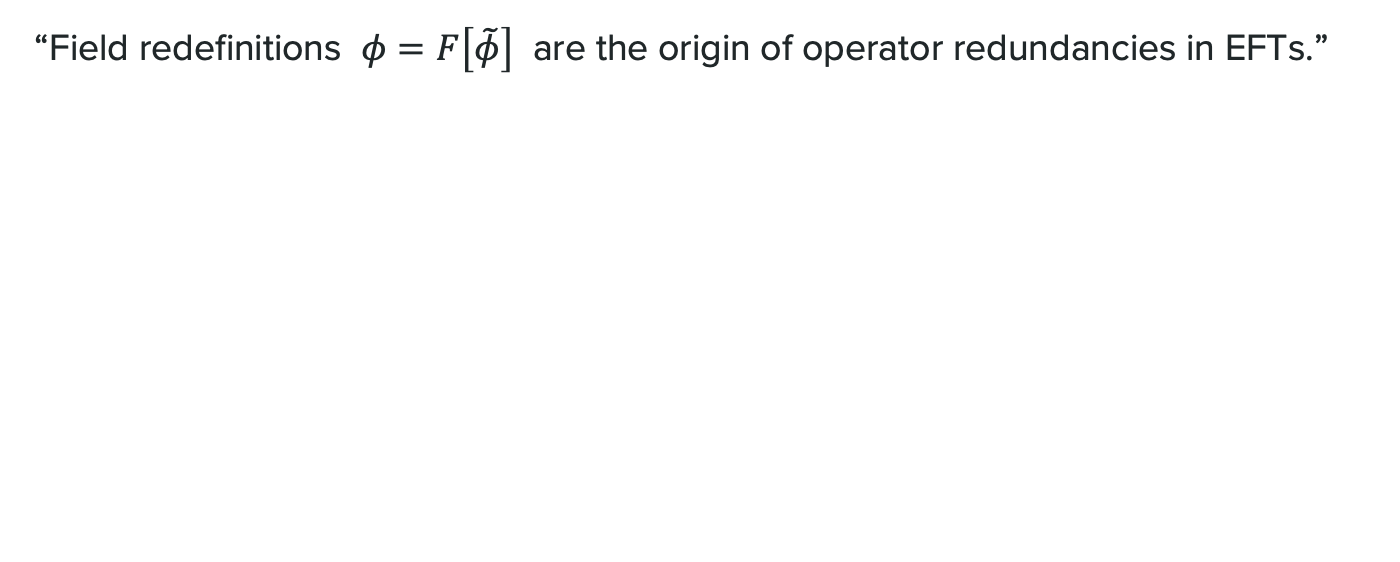 “Field redefinitions ϕ = F[ϕ̃] are the origin of operator redundancies in EFTs.”